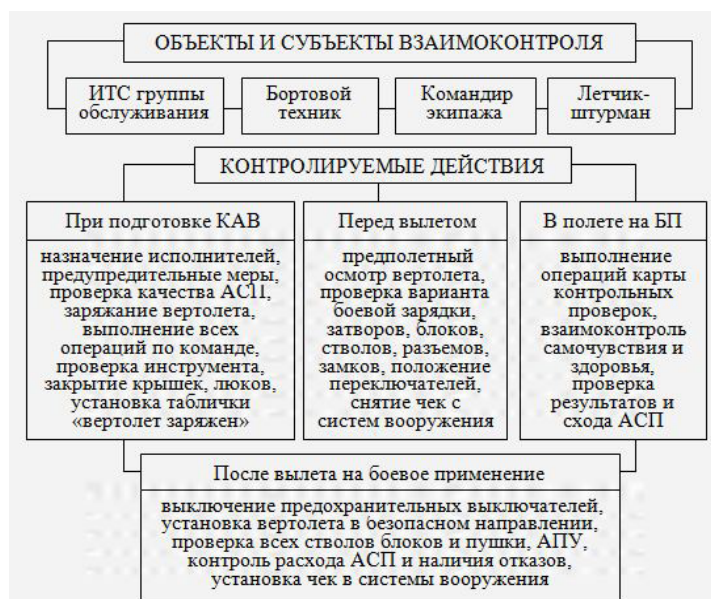 ОБЪЕКТЫ И СУБЪЕКТЫ ВЗАИМОКОНТРОЛЯ
ИТС группы
обслуживания
Бортовой
техник
Командир
экипажа
Летчик-
штурман
КОНТРОЛИРУЕМЫЕ ДЕЙСТВИЯ
При подготовке КАВ
назначение исполнителей,
предупредительные меры,
проверка качества АСП,
заряжание вертолета,
выполнение всех
операций по команде,
проверка инструмента,
закрытие крышек, люков,
установка таблички
«вертолет заряжен»
Перед вылетом
предполетный
осмотр вертолета,
проверка варианта
боевой зарядки,
затворов, блоков,
стволов, разъемов,
замков, положение
переключателей,
снятие чек с
систем вооружения
В полете на БП
выполнение
операций карты
контрольных
проверок,
взаимоконтроль
самочувствия и
здоровья,
проверка
результатов и
схода АСП
После вылета на боевое применение
выключение предохранительных выключателей,
установка вертолета в безопасном направлении,
проверка всех стволов блоков и пушки, АПУ,
контроль расхода АСП и наличия отказов,
установка чек в системы вооружения